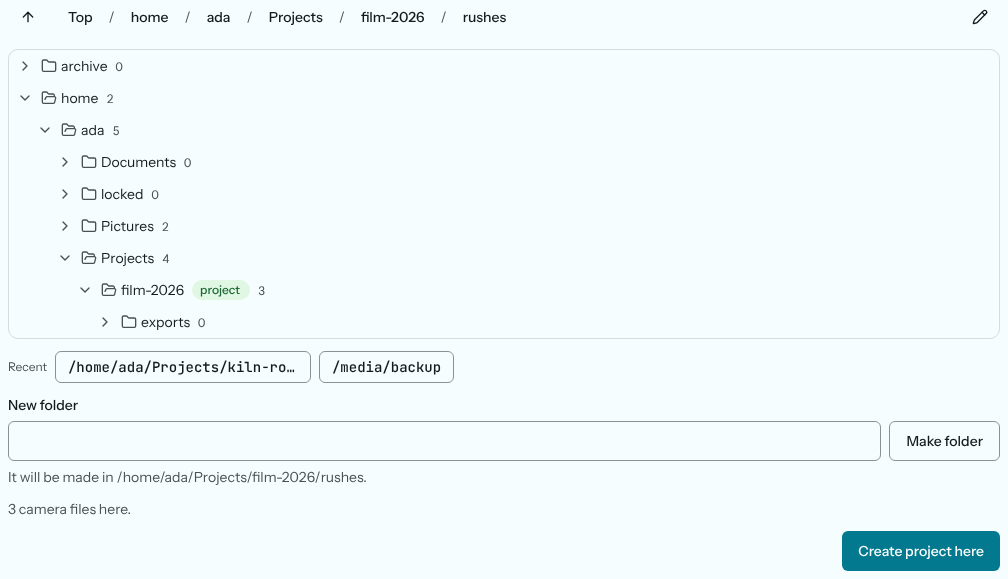 Top / home / ada / Projects / film-2026 / rushes
archive 0
home 2
ada 5
Documents 0
locked 0
Pictures 2
Projects 4
film-2026 project 3
exports 0
Recent /home/ada/Projects/kiln-ro… /media/backup
New folder
Make folder
It will be made in /home/ada/Projects/film-2026/rushes.
3 camera files here.
Create project here